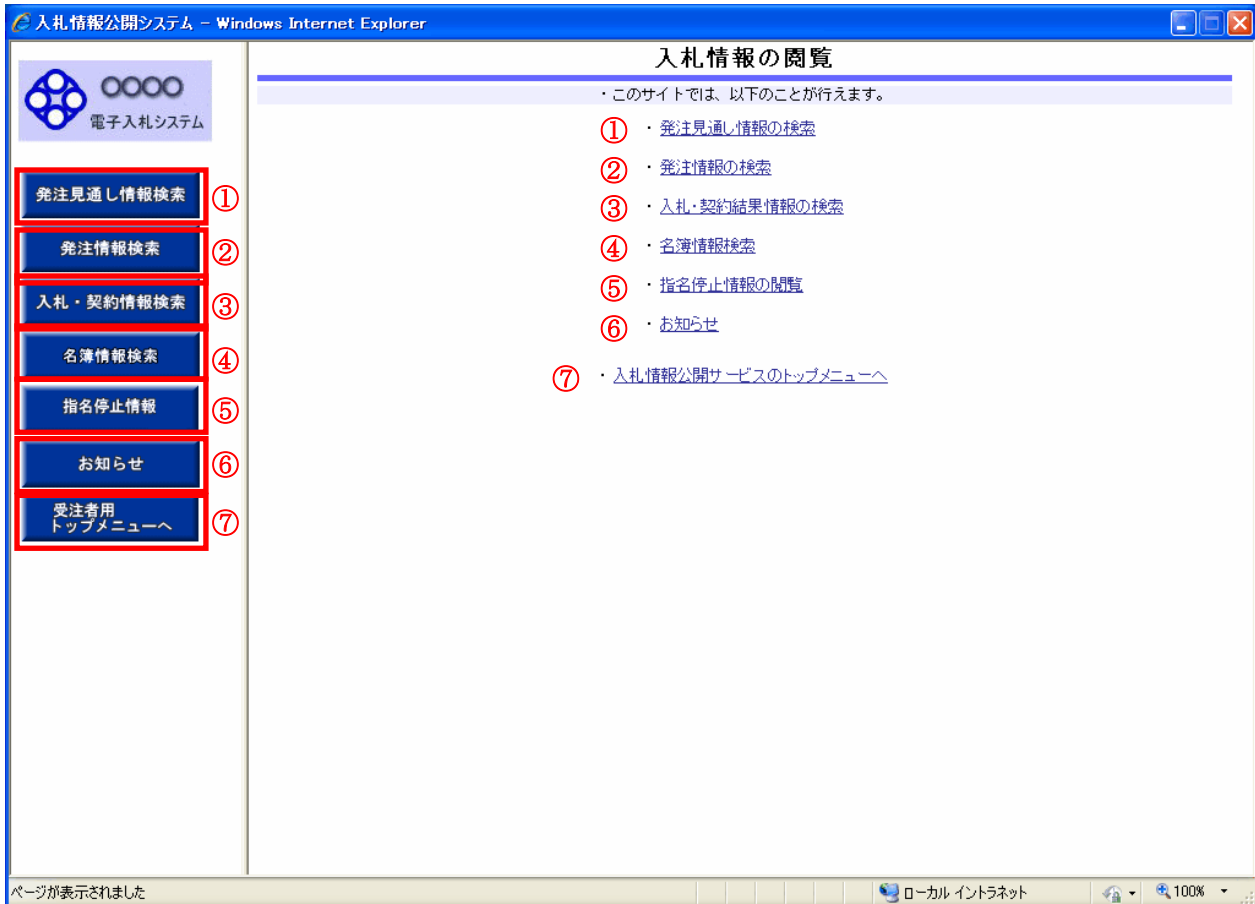 入札情報公開システム - Windows Internet Explorer
○○○○
電子入札システム
発注見通し情報検索
①
発注情報検索
②
入札・契約情報検索
③
名簿情報検索
④
指名停止情報
⑤
お知らせ
⑥
受注者用
トップメニューへ
⑦
入札情報の閲覧
・このサイトでは、以下のことが行えます。
① ・発注見通し情報の検索
② ・発注情報の検索
③ ・入札・契約結果情報の検索
④ ・名簿情報検索
⑤ ・指名停止情報の閲覧
⑥ ・お知らせ
⑦ ・入札情報公開サービスのトップメニューへ
ページが表示されました
ローカル イントラネット
100%